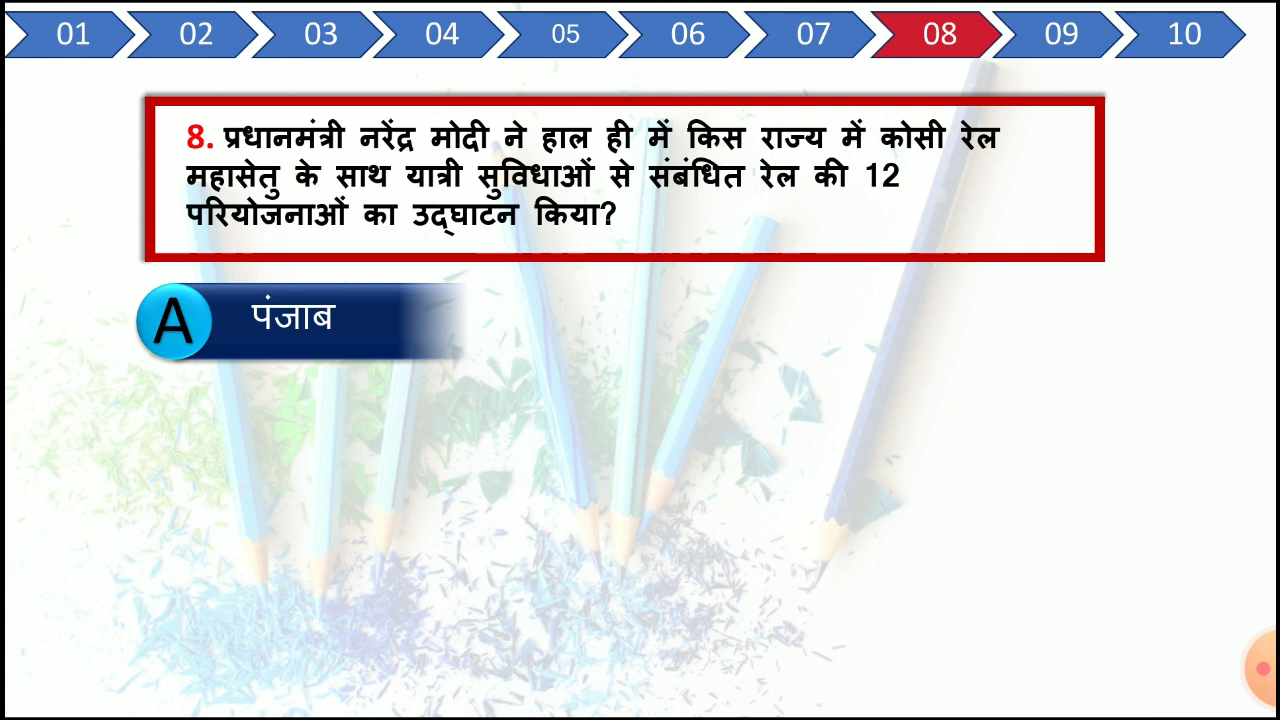 01 02 03 04 05 06 07 08 09 10
8. प्रधानमंत्री नरेंद्र मोदी ने हाल ही में किस राज्य में कोसी रेल
महासेतु के साथ यात्री सुविधाओं से संबंधित रेल की 12
परियोजनाओं का उद्घाटन किया?
A पंजाब